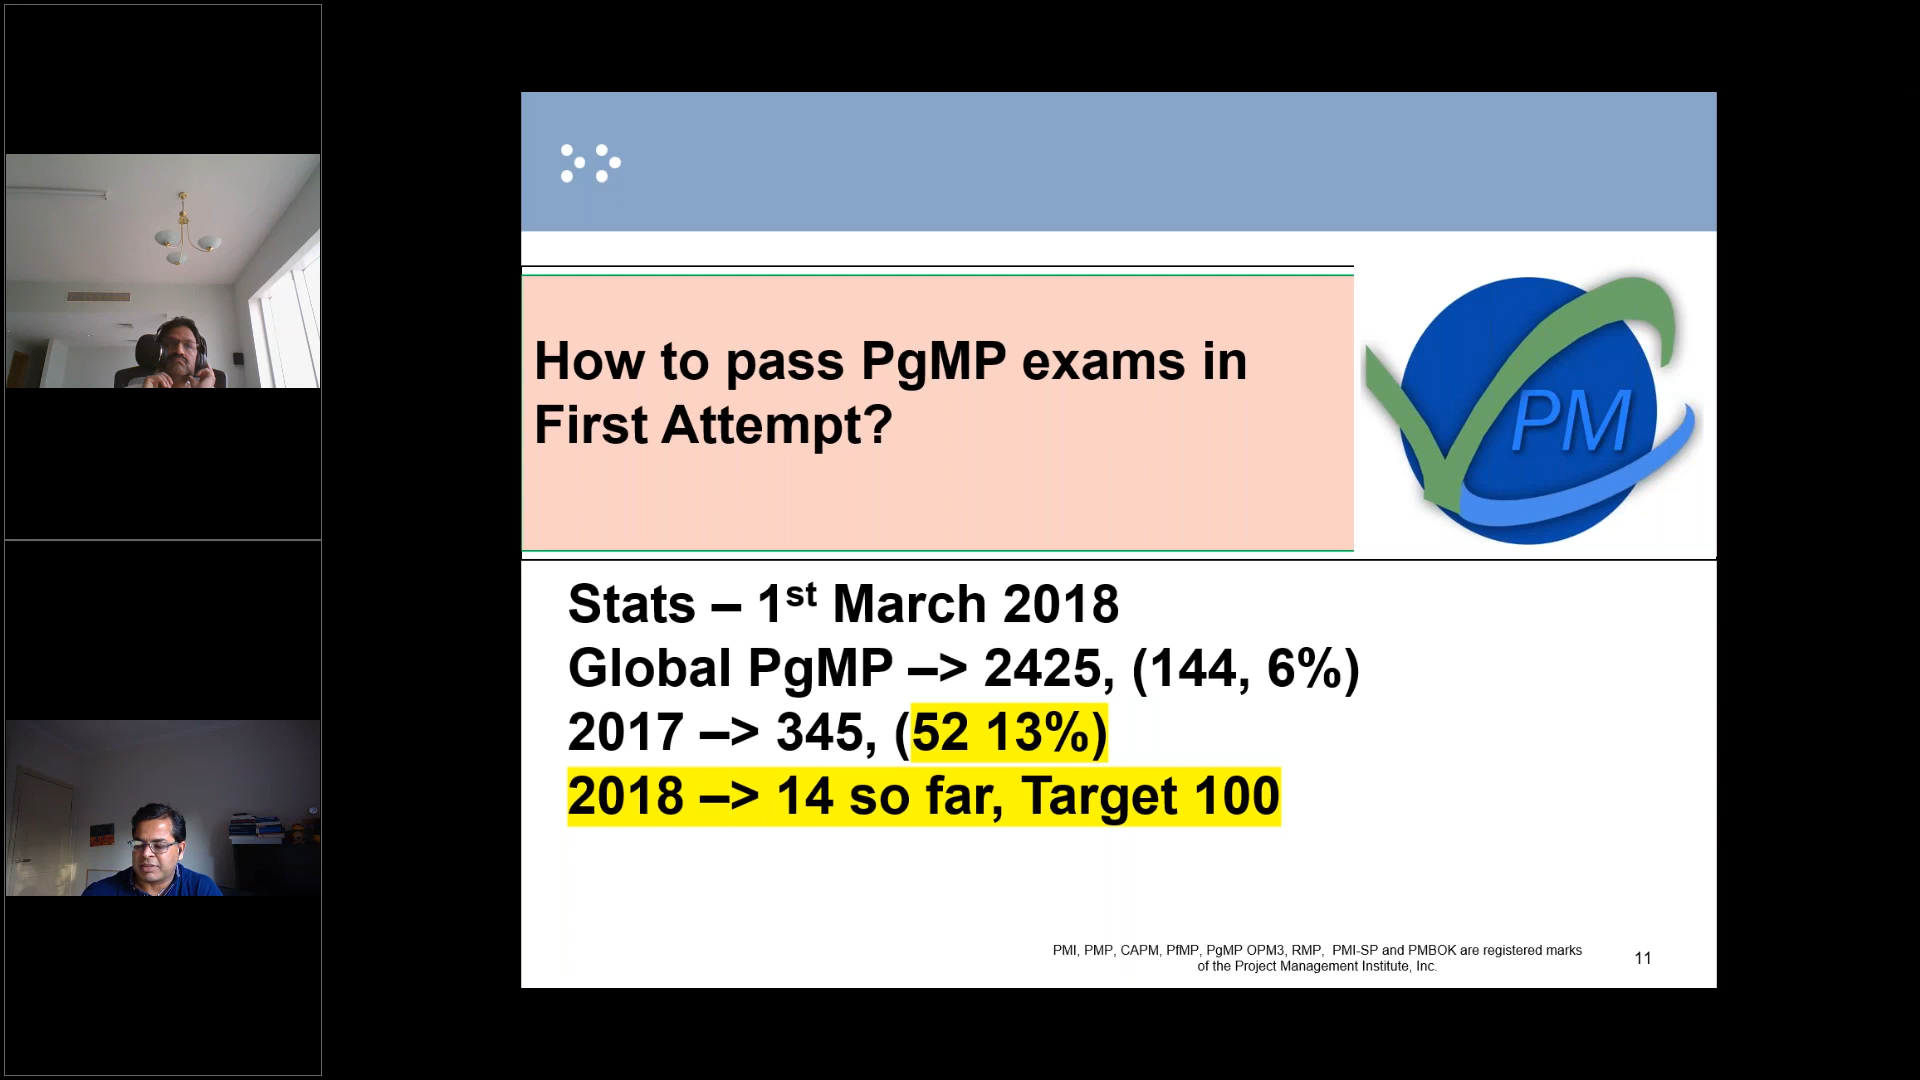 How to pass PgMP exams in
First Attempt?
PM
Stats – 1st March 2018
Global PgMP –> 2425, (144, 6%)
2017 –> 345, (52 13%)
2018 –> 14 so far, Target 100
PMI, PMP, CAPM, PfMP, PgMP OPM3, RMP, PMI-SP and PMBOK are registered marks
of the Project Management Institute, Inc.
11